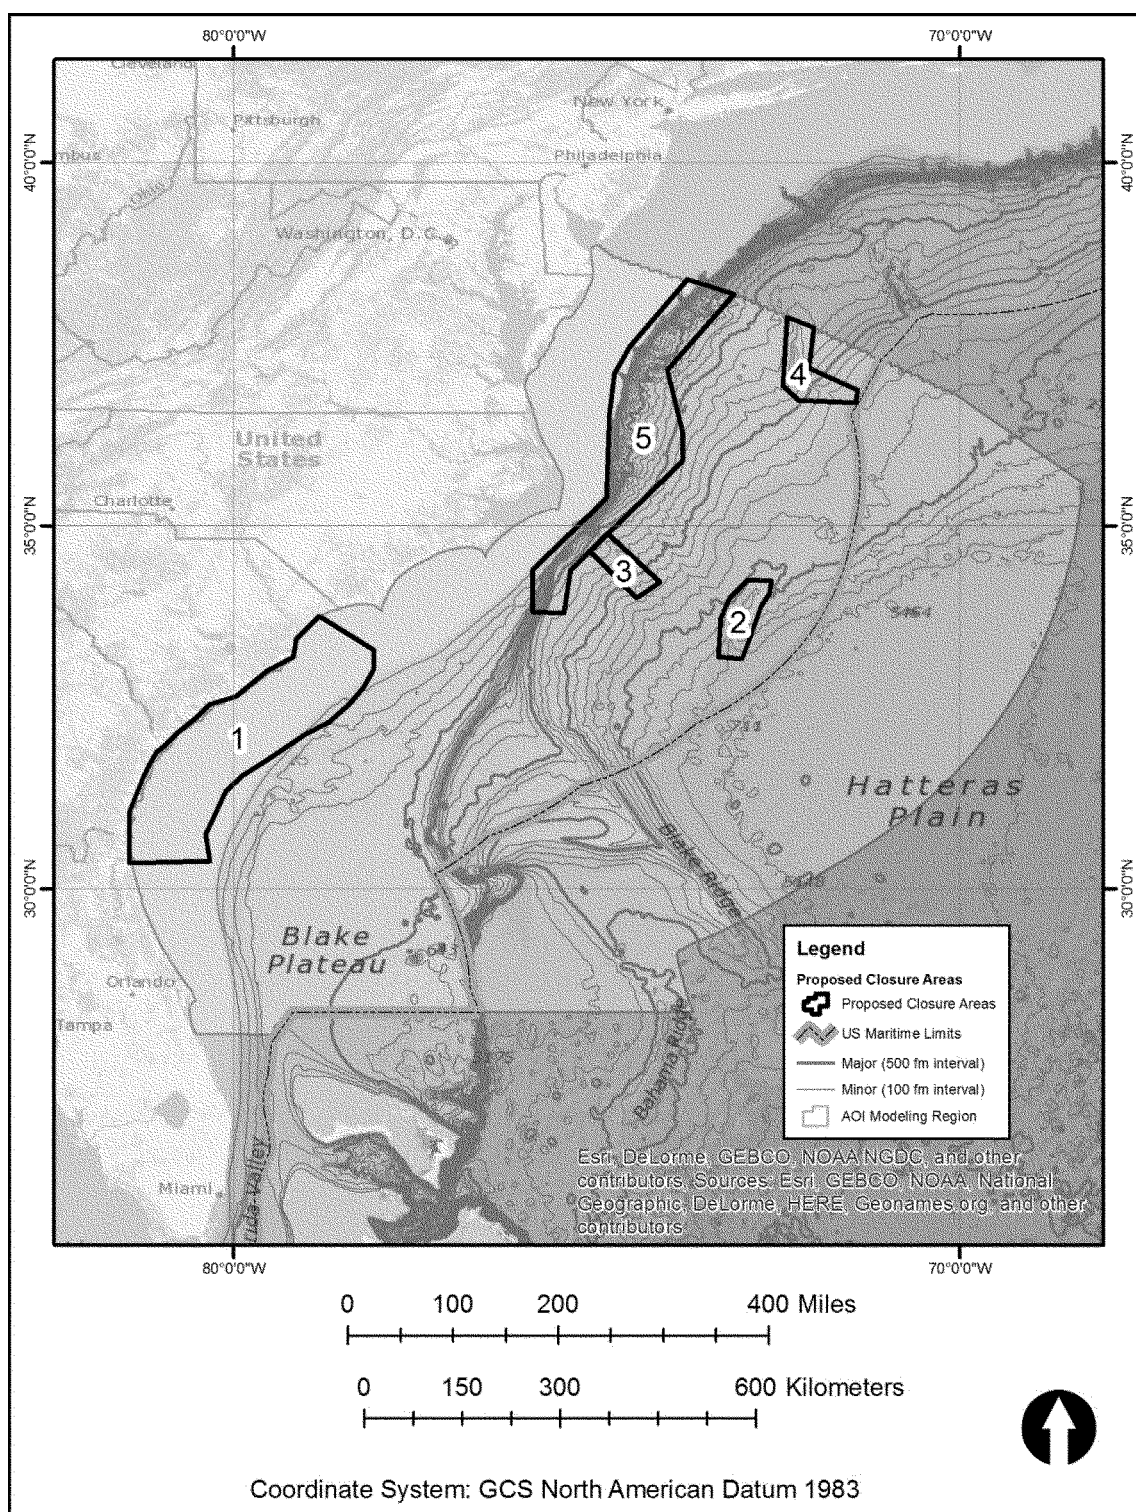 80°0'0"W
70°0'0"W
Cleveland
Pittsburgh
New York
40°0'0"N
mbus
Philadelphia
40°0'0"N
Ohio
Washington, D.C.
4
5
United
States
Charlotte
35°0'0"N
35°0'0"N
3
2
5464
1
711
Hatteras
Plain
Blake Ridge
30°0'0"N
30°0'0"N
Blake
Plateau
Orlando
Tampa
Bahama Ridge
Miami
Legend
Proposed Closure Areas
Proposed Closure Areas
US Maritime Limits
Major (500 fm interval)
Minor (100 fm interval)
AOI Modeling Region
Esri, DeLorme, GEBCO, NOAA NGDC, and other
contributors, Sources: Esri, GEBCO, NOAA, National
Geographic, DeLorme, HERE, Geonames.org, and other
contributors
80°0'0"W
70°0'0"W
0 100 200 400 Miles
0 150 300 600 Kilometers
Coordinate System: GCS North American Datum 1983